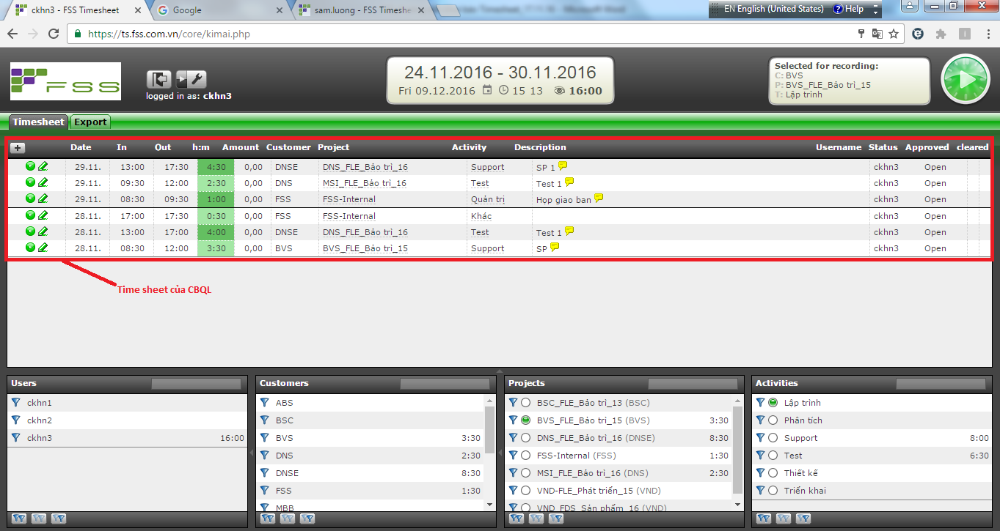 ckhn3 - FSS Timesheet
Google
sam.luong - FSS Timeshe
EN English (United States)
Help
https://ts.fss.com.vn/core/kimai.php
FSS
logged in as: ckhn3
24.11.2016 - 30.11.2016
Fri 09.12.2016 15 13 16:00
Selected for recording:
C: BVS
P: BVS_FLE_Bảo trì_15
T: Lập trình
Timesheet Export
+ Date In Out h:m Amount Customer Project Activity Description Username Status Approved cleared
29.11. 13:00 17:30 4:30 0,00 DNSE DNS_FLE_Bảo trì_16 Support SP 1 ckhn3 Open
29.11. 09:30 12:00 2:30 0,00 DNS MSI_FLE_Bảo trì_16 Test Test 1 ckhn3 Open
29.11. 08:30 09:30 1:00 0,00 FSS FSS-Internal Quản trị Họp giao ban ckhn3 Open
28.11. 17:00 17:30 0:30 0,00 FSS FSS-Internal Khác ckhn3 Open
28.11. 13:00 17:00 4:00 0,00 DNSE DNS_FLE_Bảo trì_16 Test Test 1 ckhn3 Open
28.11. 08:30 12:00 3:30 0,00 BVS BVS_FLE_Bảo trì_15 Support SP ckhn3 Open
Time sheet của CBQL
Users
ckhn1
ckhn2
ckhn3 16:00
Customers
ABS
BSC
BVS 3:30
DNS 2:30
DNSE 8:30
FSS 1:30
MBB
Projects
BSC_FLE_Bảo trì_13 (BSC)
BVS_FLE_Bảo trì_15 (BVS) 3:30
DNS_FLE_Bảo trì_16 (DNSE) 8:30
FSS-Internal (FSS) 1:30
MSI_FLE_Bảo trì_16 (DNS) 2:30
VND-FLE_Phát triển_15 (VND)
VND_FDS_Sản phẩm_16 (VND)
Activities
Lập trình
Phân tích
Support 8:00
Test 6:30
Thiết kế
Triển khai